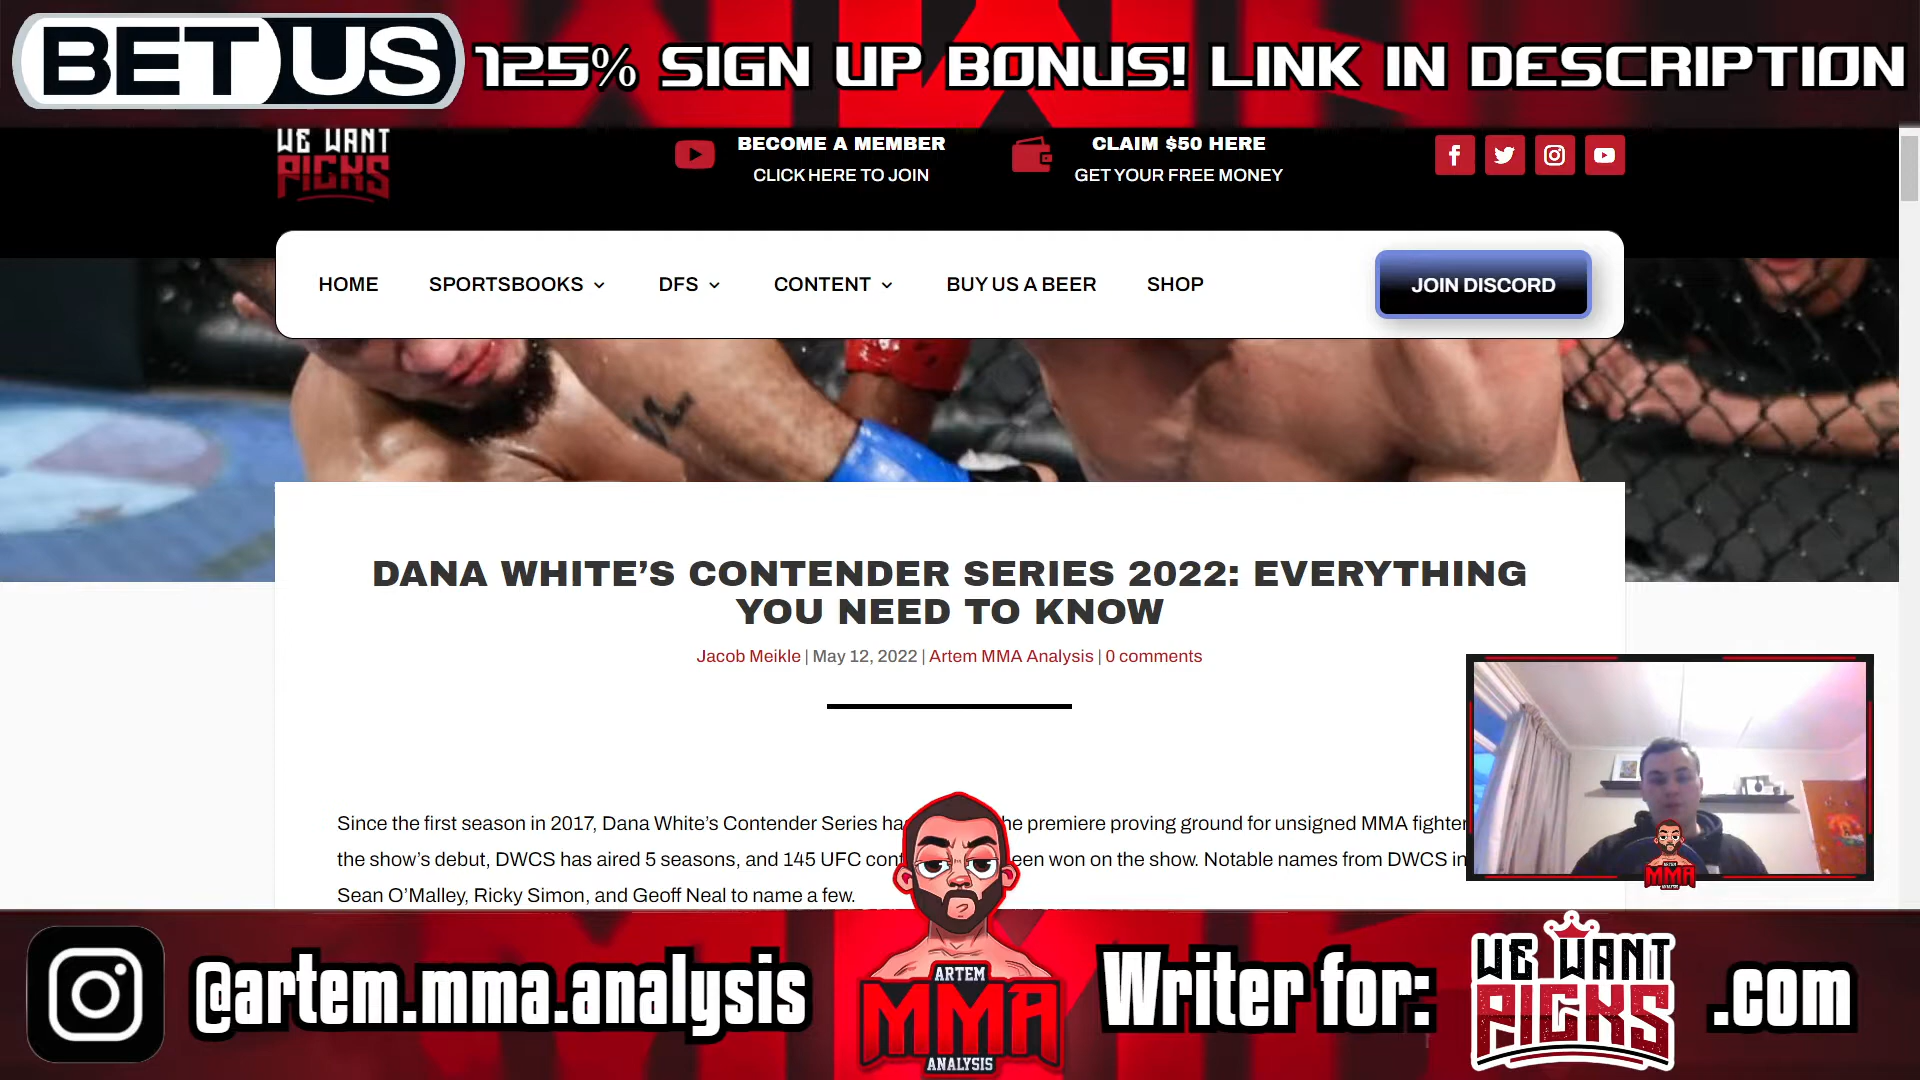 BETUS 125% SIGN UP BONUS! LINK IN DESCRIPTION
WE WANT
PICKS
BECOME A MEMBER
CLICK HERE TO JOIN
CLAIM $50 HERE
GET YOUR FREE MONEY
HOME SPORTSBOOKS DFS CONTENT BUY US A BEER SHOP JOIN DISCORD
DANA WHITE’S CONTENDER SERIES 2022: EVERYTHING
YOU NEED TO KNOW
Jacob Meikle | May 12, 2022 | Artem MMA Analysis | 0 comments
Since the first season in 2017, Dana White’s Contender Series ha he premiere proving ground for unsigned MMA fighter
the show’s debut, DWCS has aired 5 seasons, and 145 UFC cont een won on the show. Notable names from DWCS in
Sean O’Malley, Ricky Simon, and Geoff Neal to name a few.
ARTEM
MMA
ANALYSIS
@artem.mma.analysis
ARTEM
MMA
ANALYSIS
Writer for:
WE WANT
PICKS
.com